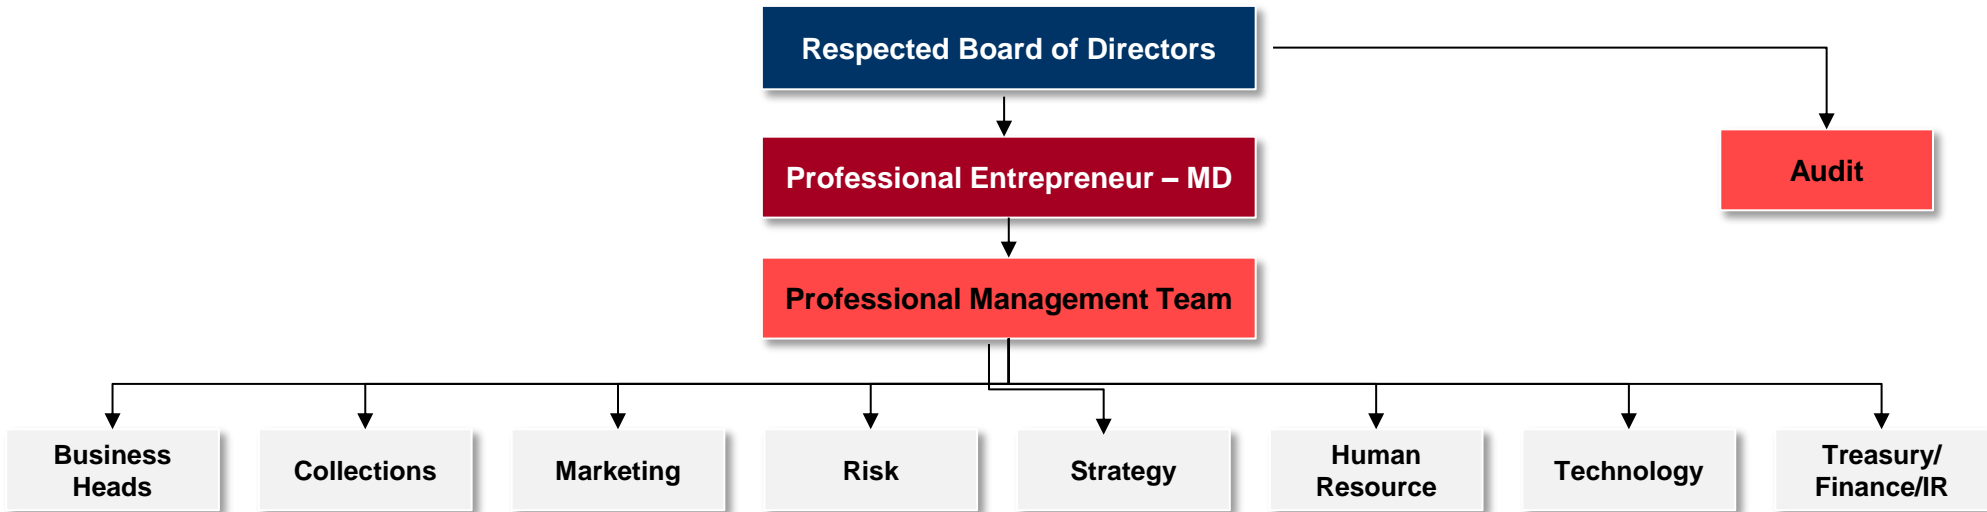 Respected Board of Directors
Professional Entrepreneur – MD
Audit
Professional Management Team
Business
Heads
Collections
Marketing
Risk
Strategy
Human
Resource
Technology
Treasury/
Finance/IR